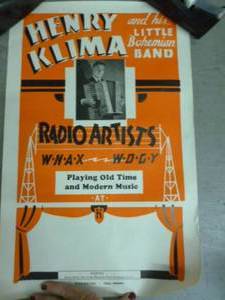 HENRY
KLIMA
and his
LITTLE
Bohemian
BAND
RADIO ARTISTS
W·N·A·X W·D·G·Y
Playing Old Time
and Modern Music
·AT·